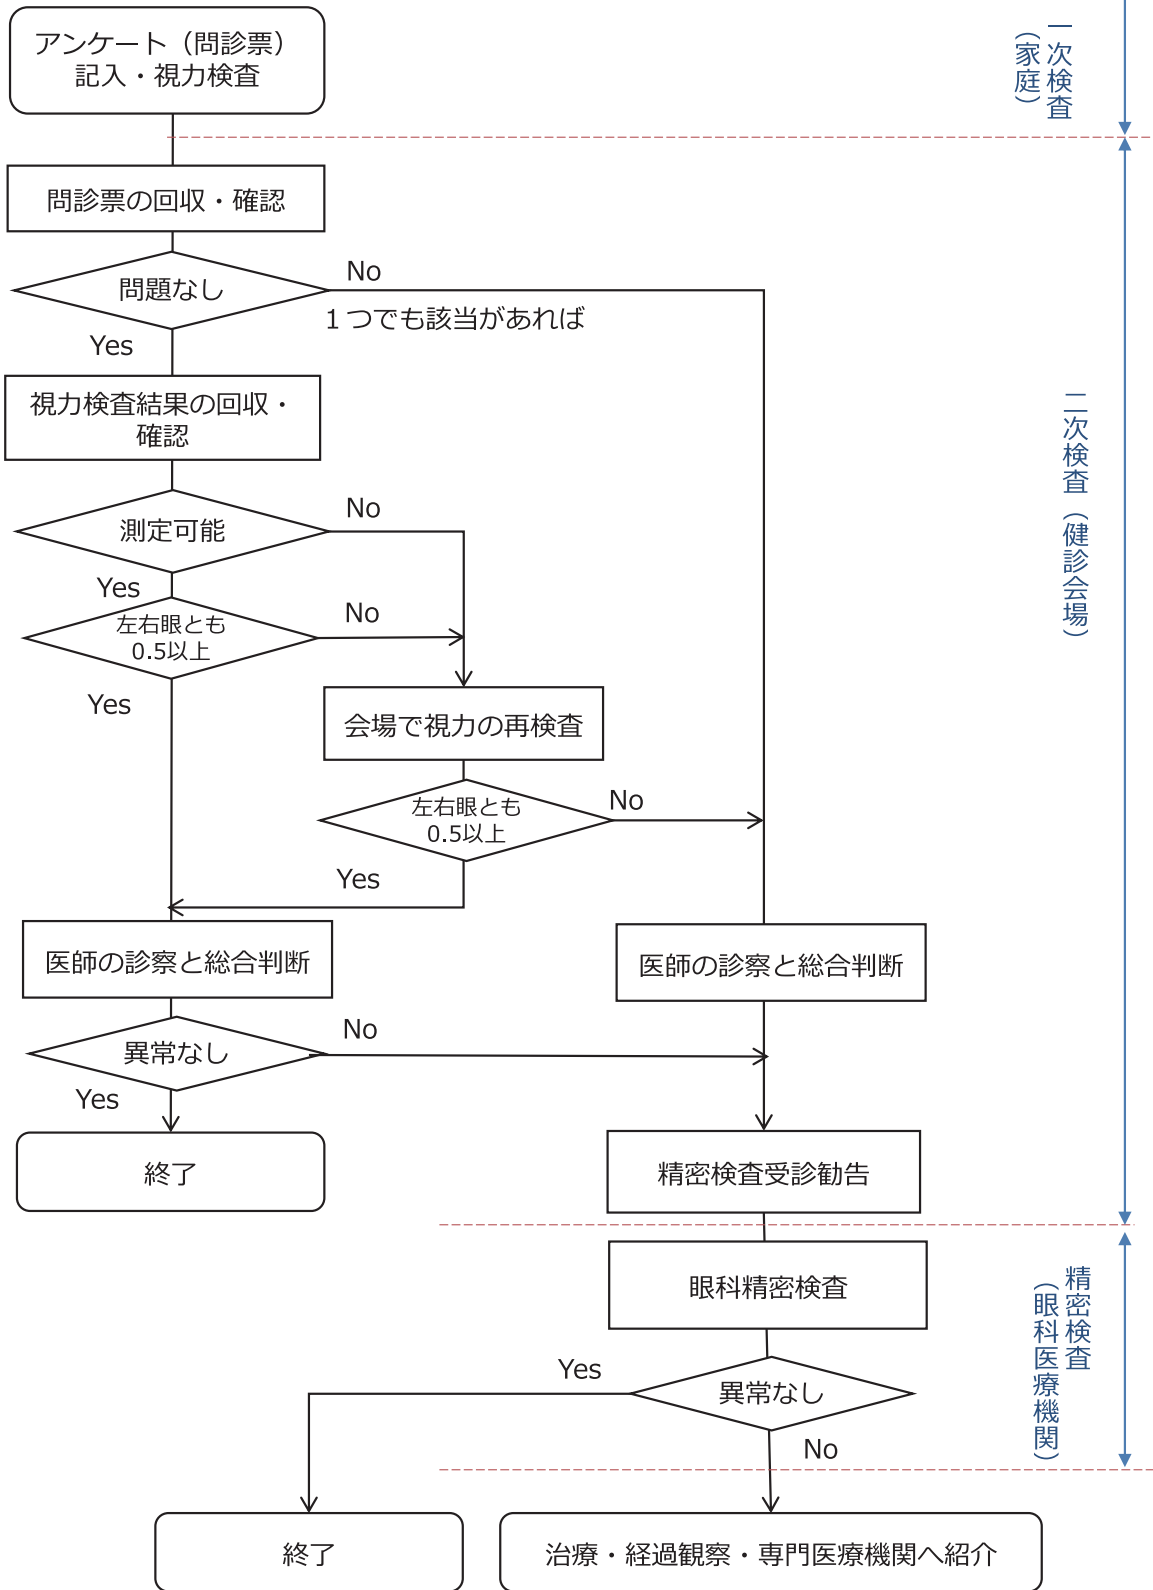 アンケート（問診票）
記入・視力検査
一次検査
（家庭）
問診票の回収・確認
問題なし
No
１つでも該当があれば
Yes
視力検査結果の回収・
確認
測定可能
No
Yes
左右眼とも
0.5以上
No
Yes
会場で視力の再検査
左右眼とも
0.5以上
No
Yes
二次検査（健診会場）
医師の診察と総合判断
医師の診察と総合判断
異常なし
No
Yes
終了
精密検査受診勧告
眼科精密検査
精密検査
（眼科医療機関）
異常なし
Yes
No
終了
治療・経過観察・専門医療機関へ紹介